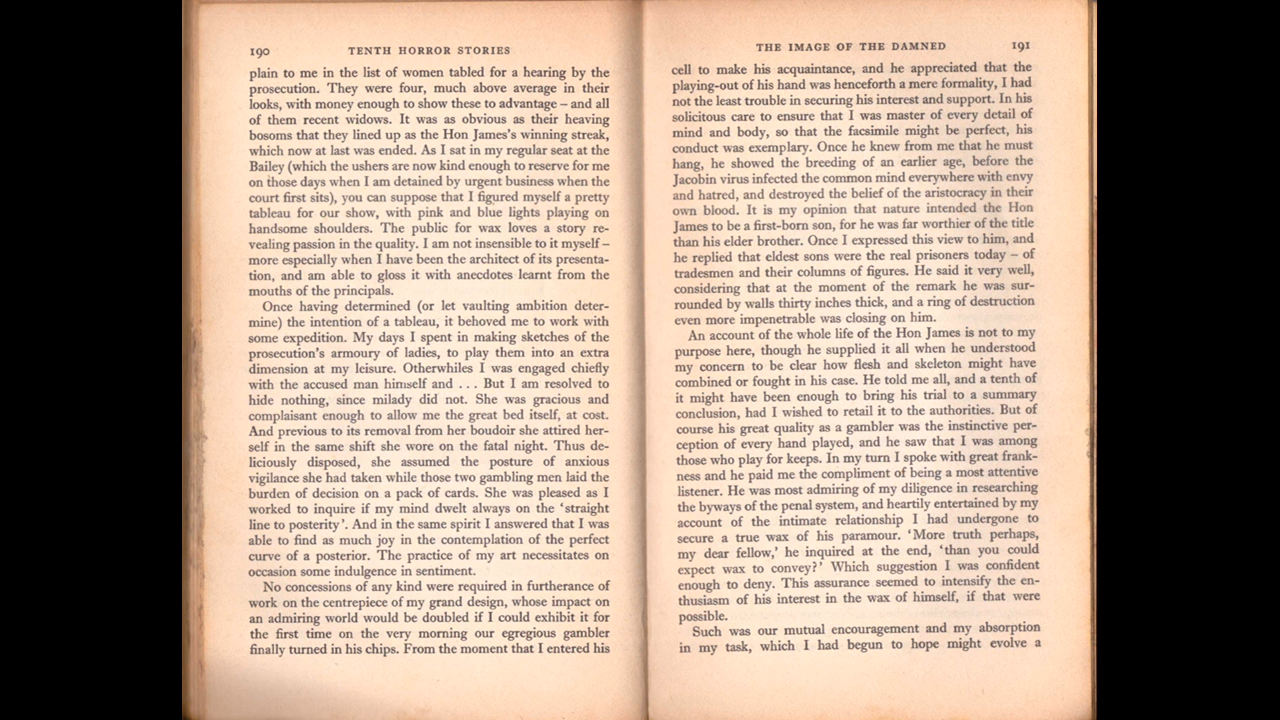 190 TENTH HORROR STORIES
plain to me in the list of women tabled for a hearing by the
prosecution. They were four, much above average in their
looks, with money enough to show these to advantage – and all
of them recent widows. It was as obvious as their heaving
bosoms that they lined up as the Hon James's winning streak,
which now at last was ended. As I sat in my regular seat at the
Bailey (which the ushers are now kind enough to reserve for me
on those days when I am detained by urgent business when the
court first sits), you can suppose that I figured myself a pretty
tableau for our show, with pink and blue lights playing on
handsome shoulders. The public for wax loves a story re-
vealing passion in the quality. I am not insensible to it myself –
more especially when I have been the architect of its presenta-
tion, and am able to gloss it with anecdotes learnt from the
mouths of the principals.
Once having determined (or let vaulting ambition deter-
mine) the intention of a tableau, it behoved me to work with
some expedition. My days I spent in making sketches of the
prosecution's armoury of ladies, to play them into an extra
dimension at my leisure. Otherwhiles I was engaged chiefly
with the accused man himself and . . . But I am resolved to
hide nothing, since milady did not. She was gracious and
complaisant enough to allow me the great bed itself, at cost.
And previous to its removal from her boudoir she attired her-
self in the same shift she wore on the fatal night. Thus de-
liciously disposed, she assumed the posture of anxious
vigilance she had taken while those two gambling men laid the
burden of decision on a pack of cards. She was pleased as I
worked to inquire if my mind dwelt always on the 'straight
line to posterity'. And in the same spirit I answered that I was
able to find as much joy in the contemplation of the perfect
curve of a posterior. The practice of my art necessitates on
occasion some indulgence in sentiment.
No concessions of any kind were required in furtherance of
work on the centrepiece of my grand design, whose impact on
an admiring world would be doubled if I could exhibit it for
the first time on the very morning our egregious gambler
finally turned in his chips. From the moment that I entered his
THE IMAGE OF THE DAMNED 191
cell to make his acquaintance, and he appreciated that the
playing-out of his hand was henceforth a mere formality, I had
not the least trouble in securing his interest and support. In his
solicitous care to ensure that I was master of every detail of
mind and body, so that the facsimile might be perfect, his
conduct was exemplary. Once he knew from me that he must
hang, he showed the breeding of an earlier age, before the
Jacobin virus infected the common mind everywhere with envy
and hatred, and destroyed the belief of the aristocracy in their
own blood. It is my opinion that nature intended the Hon
James to be a first-born son, for he was far worthier of the title
than his elder brother. Once I expressed this view to him, and
he replied that eldest sons were the real prisoners today – of
tradesmen and their columns of figures. He said it very well,
considering that at the moment of the remark he was sur-
rounded by walls thirty inches thick, and a ring of destruction
even more impenetrable was closing on him.
An account of the whole life of the Hon James is not to my
purpose here, though he supplied it all when he understood
my concern to be clear how flesh and skeleton might have
combined or fought in his case. He told me all, and a tenth of
it might have been enough to bring his trial to a summary
conclusion, had I wished to retail it to the authorities. But of
course his great quality as a gambler was the instinctive per-
ception of every hand played, and he saw that I was among
those who play for keeps. In my turn I spoke with great frank-
ness and he paid me the compliment of being a most attentive
listener. He was most admiring of my diligence in researching
the byways of the penal system, and heartily entertained by my
account of the intimate relationship I had undergone to
secure a true wax of his paramour. 'More truth perhaps,
my dear fellow,' he inquired at the end, 'than you could
expect wax to convey?' Which suggestion I was confident
enough to deny. This assurance seemed to intensify the en-
thusiasm of his interest in the wax of himself, if that were
possible.
Such was our mutual encouragement and my absorption
in my task, which I had begun to hope might evolve a